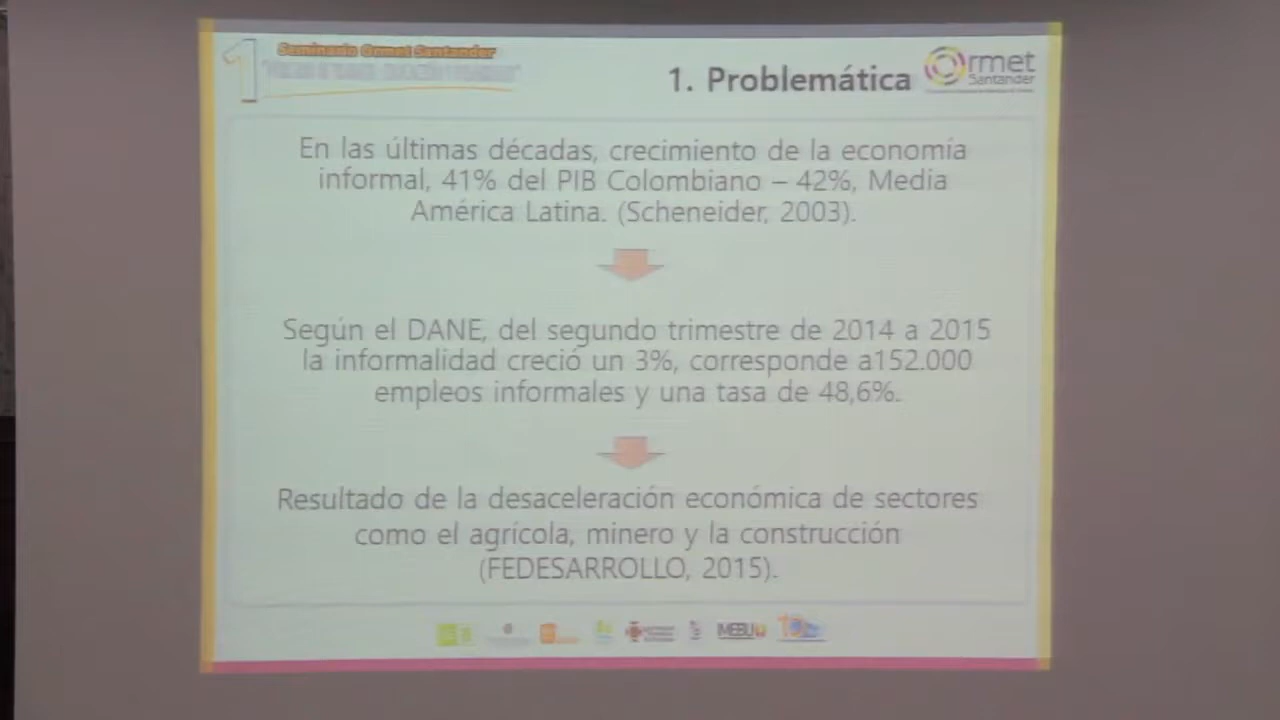 1 Seminario Ormet Santander
1. Problemática
Ormet
Santander
En las últimas décadas, crecimiento de la economía
informal, 41% del PIB Colombiano – 42%, Media
América Latina. (Scheneider, 2003).
Según el DANE, del segundo trimestre de 2014 a 2015
la informalidad creció un 3%, corresponde a152.000
empleos informales y una tasa de 48,6%.
Resultado de la desaceleración económica de sectores
como el agrícola, minero y la construcción
(FEDESARROLLO, 2015).
IMEBU